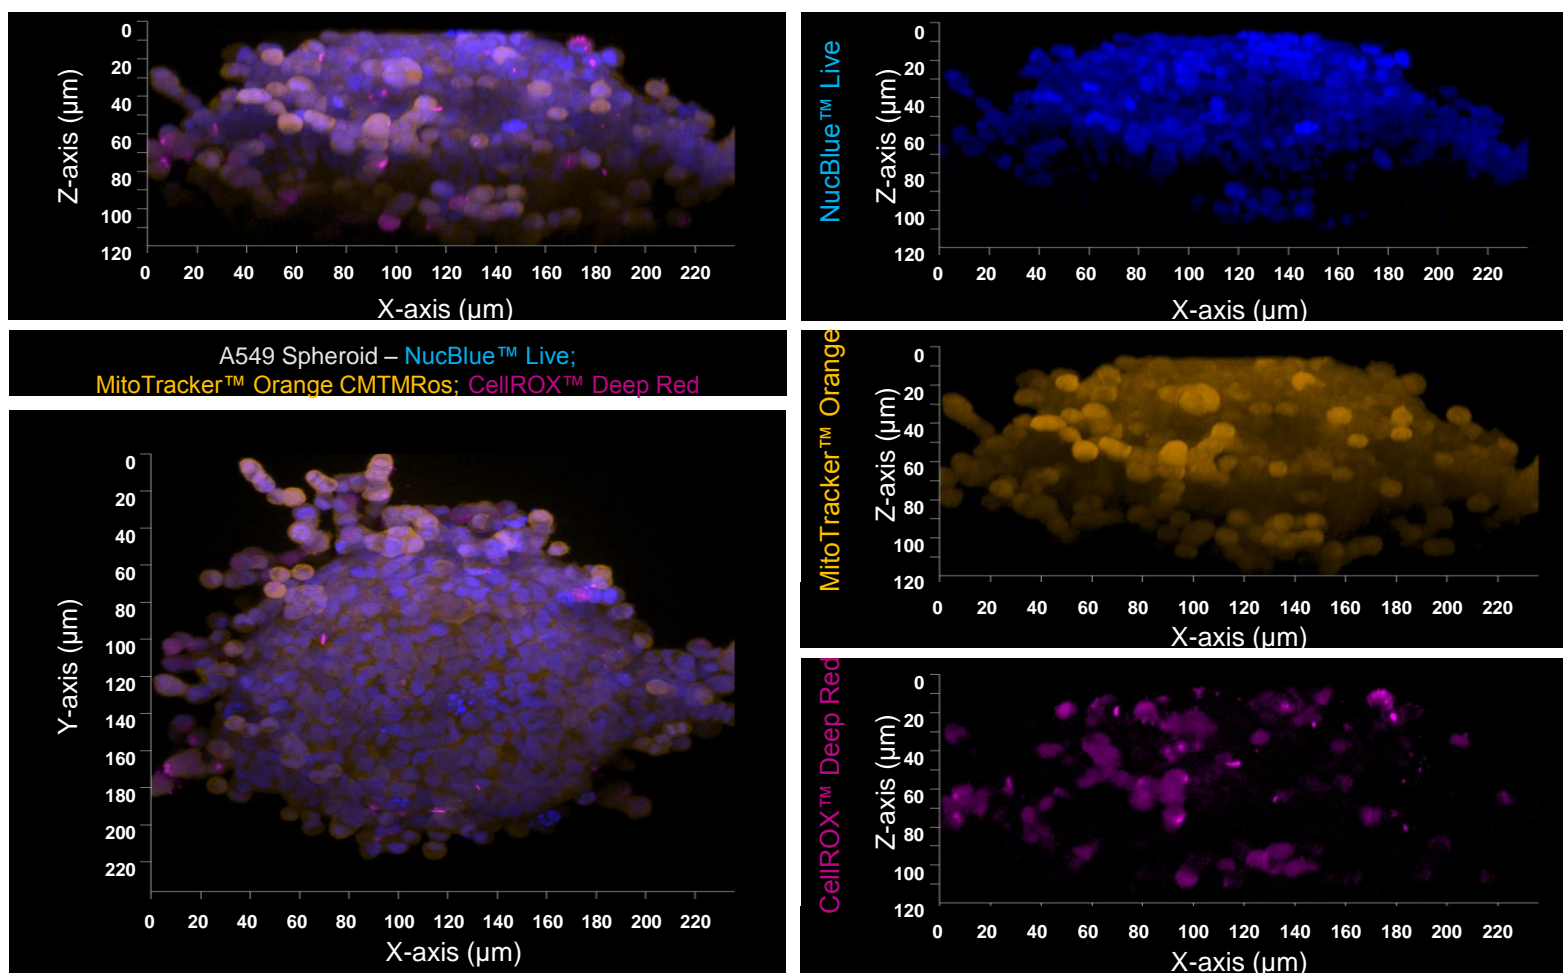 0
20
40
60
80
100
120
Z-axis (µm)
0 20 40 60 80 100 120 140 160 180 200 220
X-axis (µm)
A549 Spheroid – NucBlue™ Live;
MitoTracker™ Orange CMTMRos; CellROX™ Deep Red
0
20
40
60
80
100
120
140
160
180
200
220
Y-axis (µm)
0 20 40 60 80 100 120 140 160 180 200 220
X-axis (µm)
NucBlue™ Live
Z-axis (µm)
0
20
40
60
80
100
120
0 20 40 60 80 100 120 140 160 180 200 220
X-axis (µm)
MitoTracker™ Orange
Z-axis (µm)
0
20
40
60
80
100
120
0 20 40 60 80 100 120 140 160 180 200 220
X-axis (µm)
CellROX™ Deep Red
Z-axis (µm)
0
20
40
60
80
100
120
0 20 40 60 80 100 120 140 160 180 200 220
X-axis (µm)